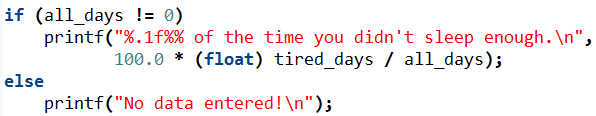 if (all_days != 0)
    printf("%.1f%% of the time you didn't sleep enough.\n",
           100.0 * (float) tired_days / all_days);
else
    printf("No data entered!\n");